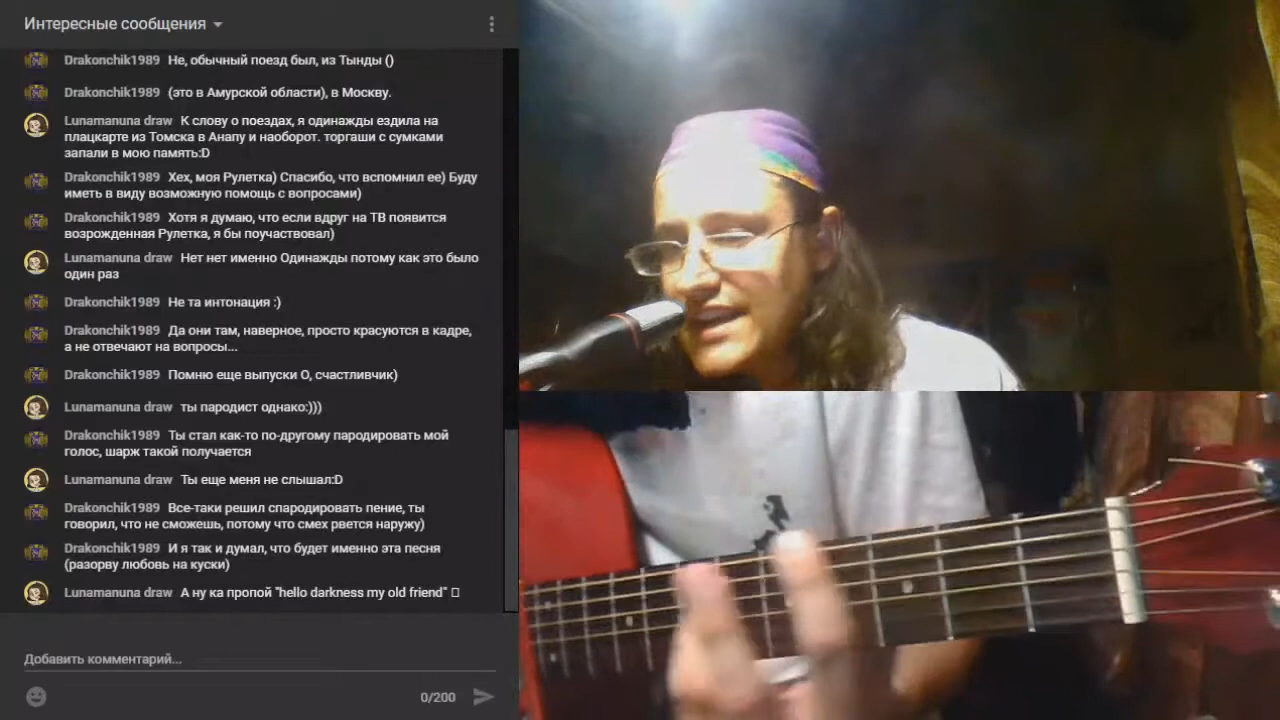 Интересные сообщения
Drakonchik1989 Не, обычный поезд был, из Тынды ()
Drakonchik1989 (это в Амурской области), в Москву.
Lunamanuna draw К слову о поездах, я одинажды ездила на
плацкарте из Томска в Анапу и наоборот. торгаши с сумками
запали в мою память:D
Drakonchik1989 Хех, моя Рулетка) Спасибо, что вспомнил ее) Буду
иметь в виду возможную помощь с вопросами)
Drakonchik1989 Хотя я думаю, что если вдруг на ТВ появится
возрожденная Рулетка, я бы поучаствовал)
Lunamanuna draw Нет нет именно Одинажды потому как это было
один раз
Drakonchik1989 Не та интонация :)
Drakonchik1989 Да они там, наверное, просто красуются в кадре,
а не отвечают на вопросы...
Drakonchik1989 Помню еще выпуски О, счастливчик)
Lunamanuna draw ты пародист однако:)))
Drakonchik1989 Ты стал как-то по-другому пародировать мой
голос, шарж такой получается
Lunamanuna draw Ты еще меня не слышал:D
Drakonchik1989 Все-таки решил спародировать пение, ты
говорил, что не сможешь, потому что смех рвется наружу)
Drakonchik1989 И я так и думал, что будет именно эта песня
(разорву любовь на куски)
Lunamanuna draw А ну ка пропой "hello darkness my old friend"
Добавить комментарий...
0/200